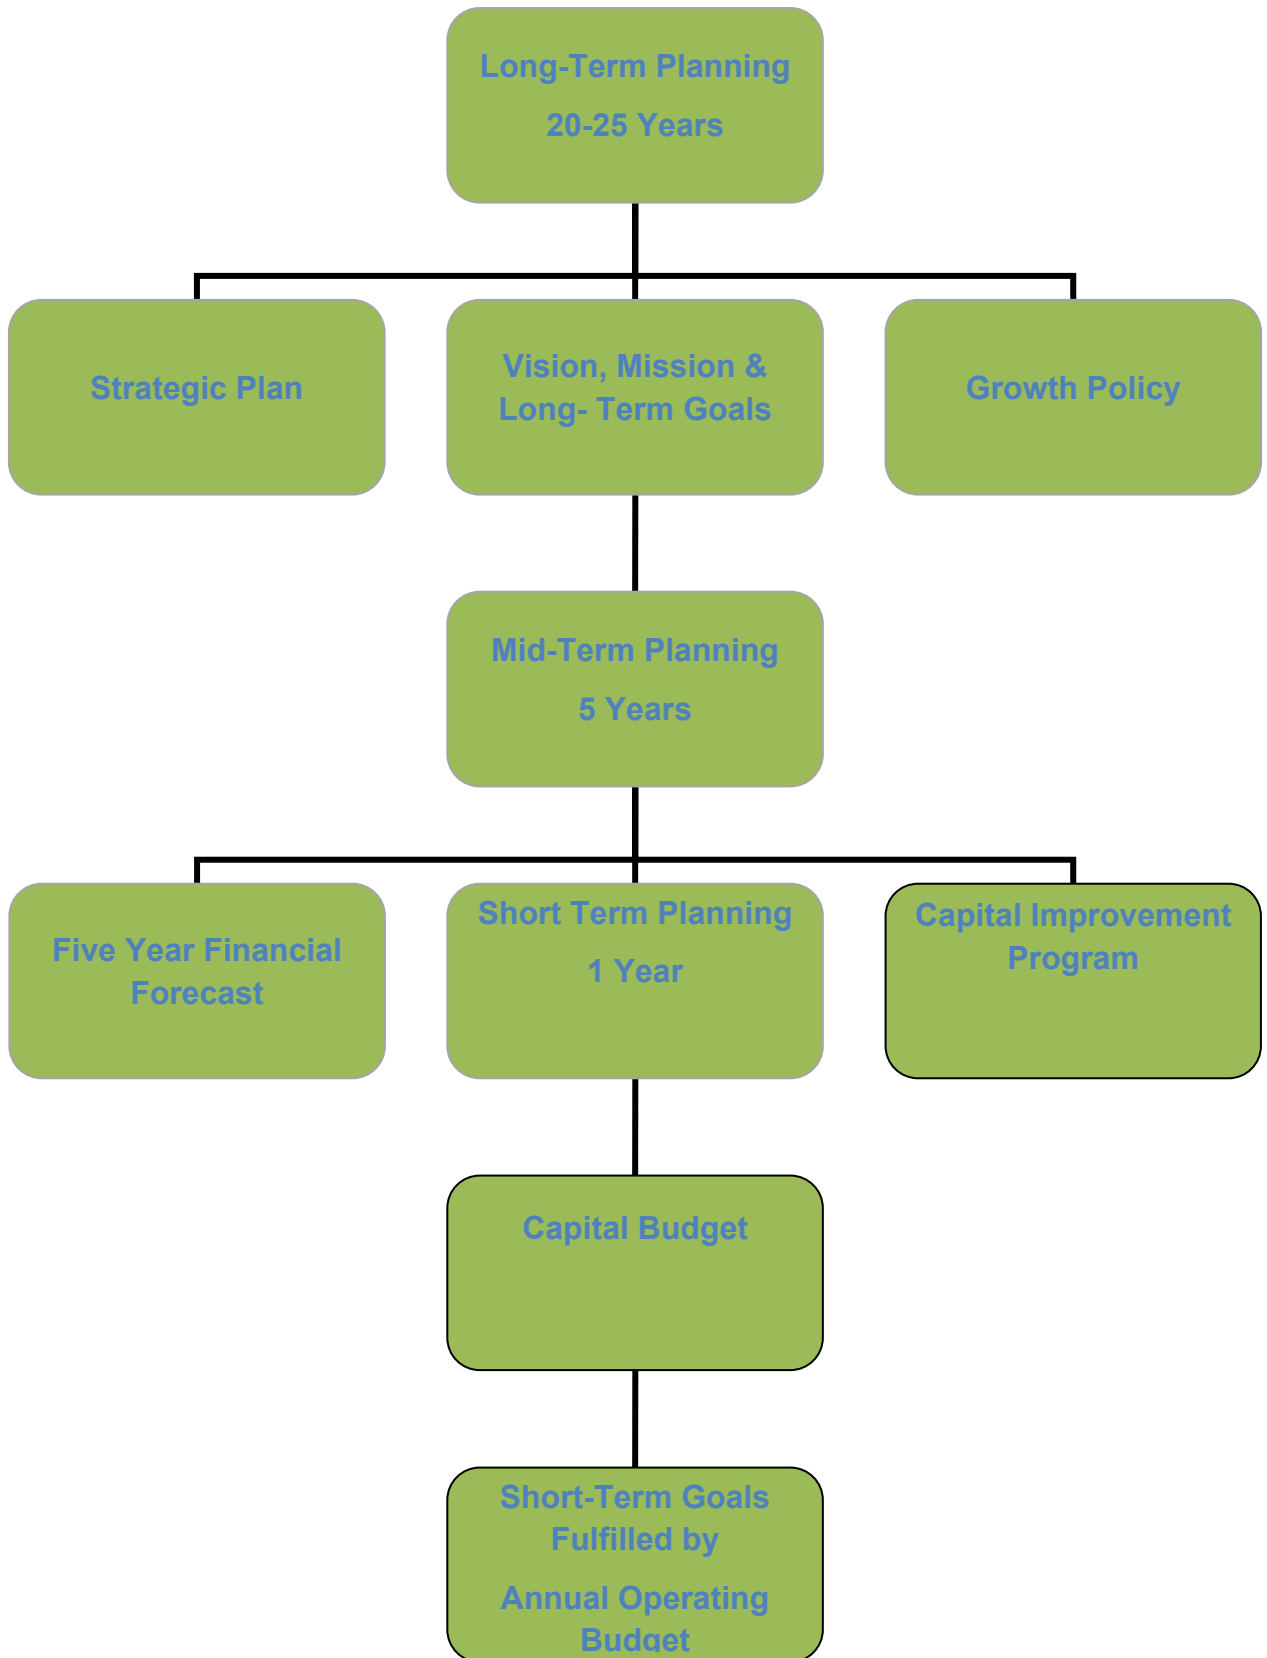 Long-Term Planning
20-25 Years
Strategic Plan
Vision, Mission &
Long- Term Goals
Growth Policy
Mid-Term Planning
5 Years
Five Year Financial
Forecast
Short Term Planning
1 Year
Capital Improvement
Program
Capital Budget
Short-Term Goals
Fulfilled by
Annual Operating
Budget